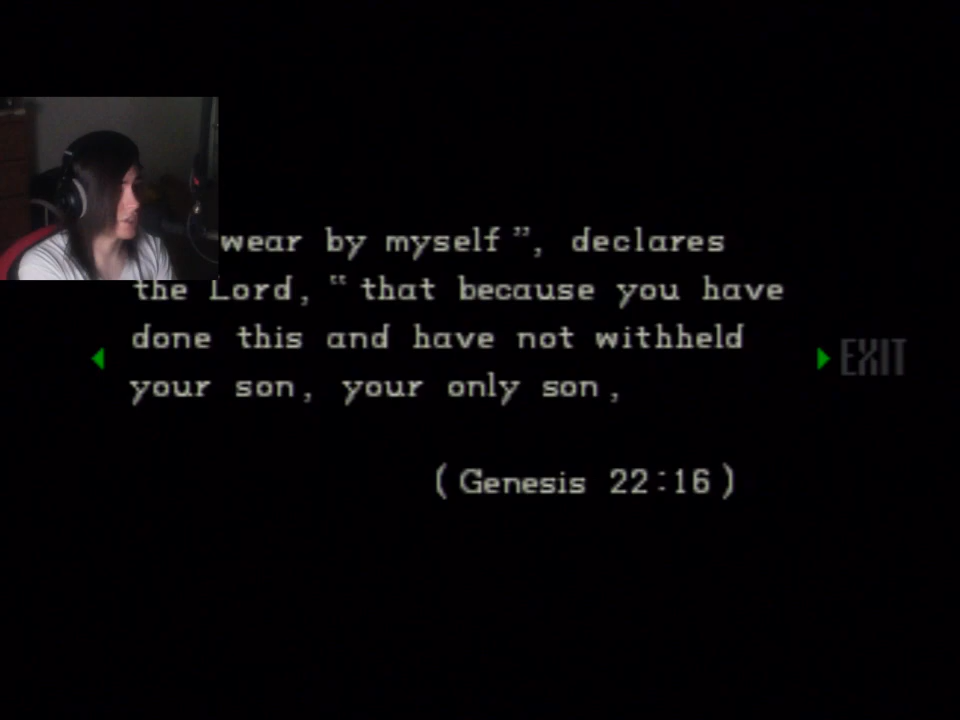 wear by myself”, declares
the Lord, “ that because you have
done this and have not withheld
your son, your only son,
EXIT
(Genesis 22:16)